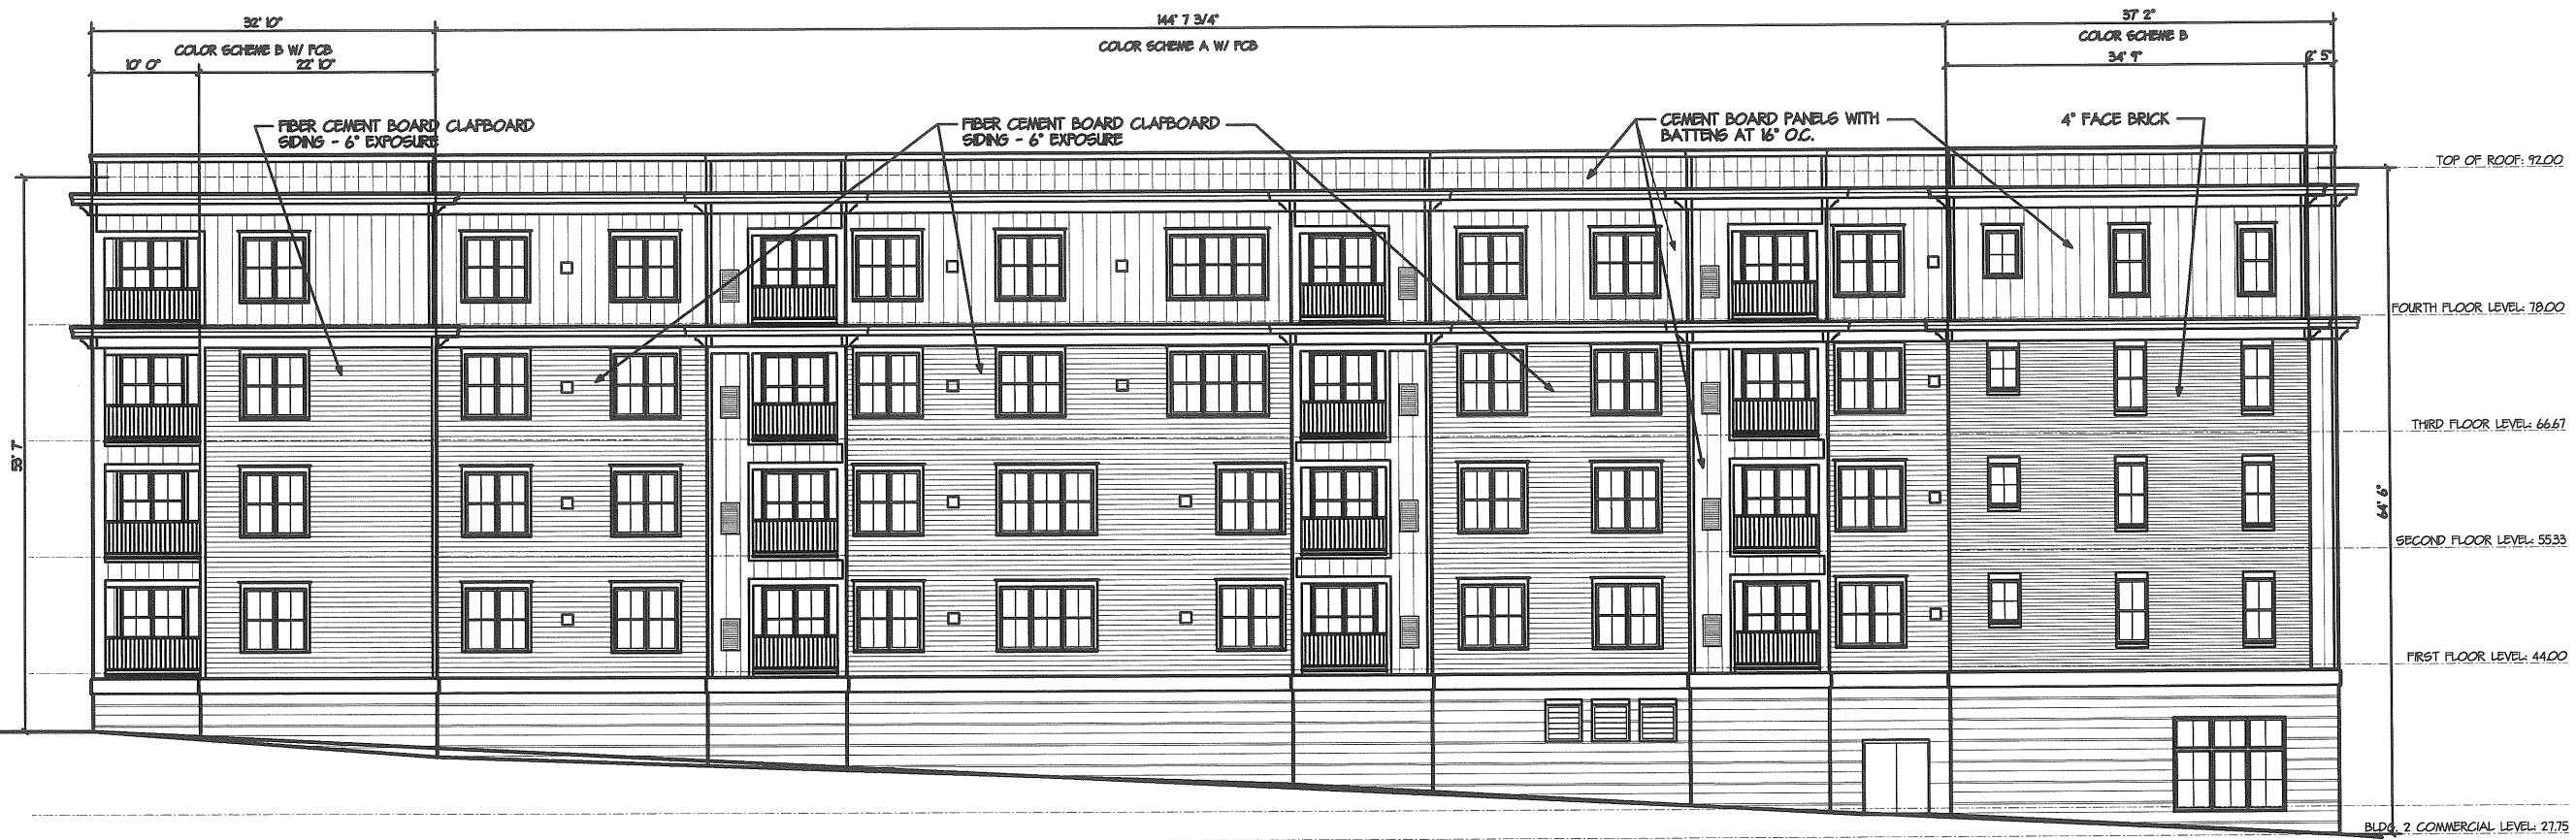 32' 10"
144' 7 3/4"
37' 2"
COLOR SCHEME B W/ FCB
COLOR SCHEME A W/ FCB
COLOR SCHEME B
10' 0"
22' 10"
34' 9"
2' 5"
FIBER CEMENT BOARD CLAPBOARD
SIDING - 6" EXPOSURE
FIBER CEMENT BOARD CLAPBOARD
SIDING - 6" EXPOSURE
CEMENT BOARD PANELS WITH
BATTENS AT 16" O.C.
4" FACE BRICK
TOP OF ROOF: 92.00
FOURTH FLOOR LEVEL: 78.00
THIRD FLOOR LEVEL: 66.67
53' 7"
64' 6"
SECOND FLOOR LEVEL: 55.33
FIRST FLOOR LEVEL: 44.00
BLDG. 2 COMMERCIAL LEVEL: 27.75